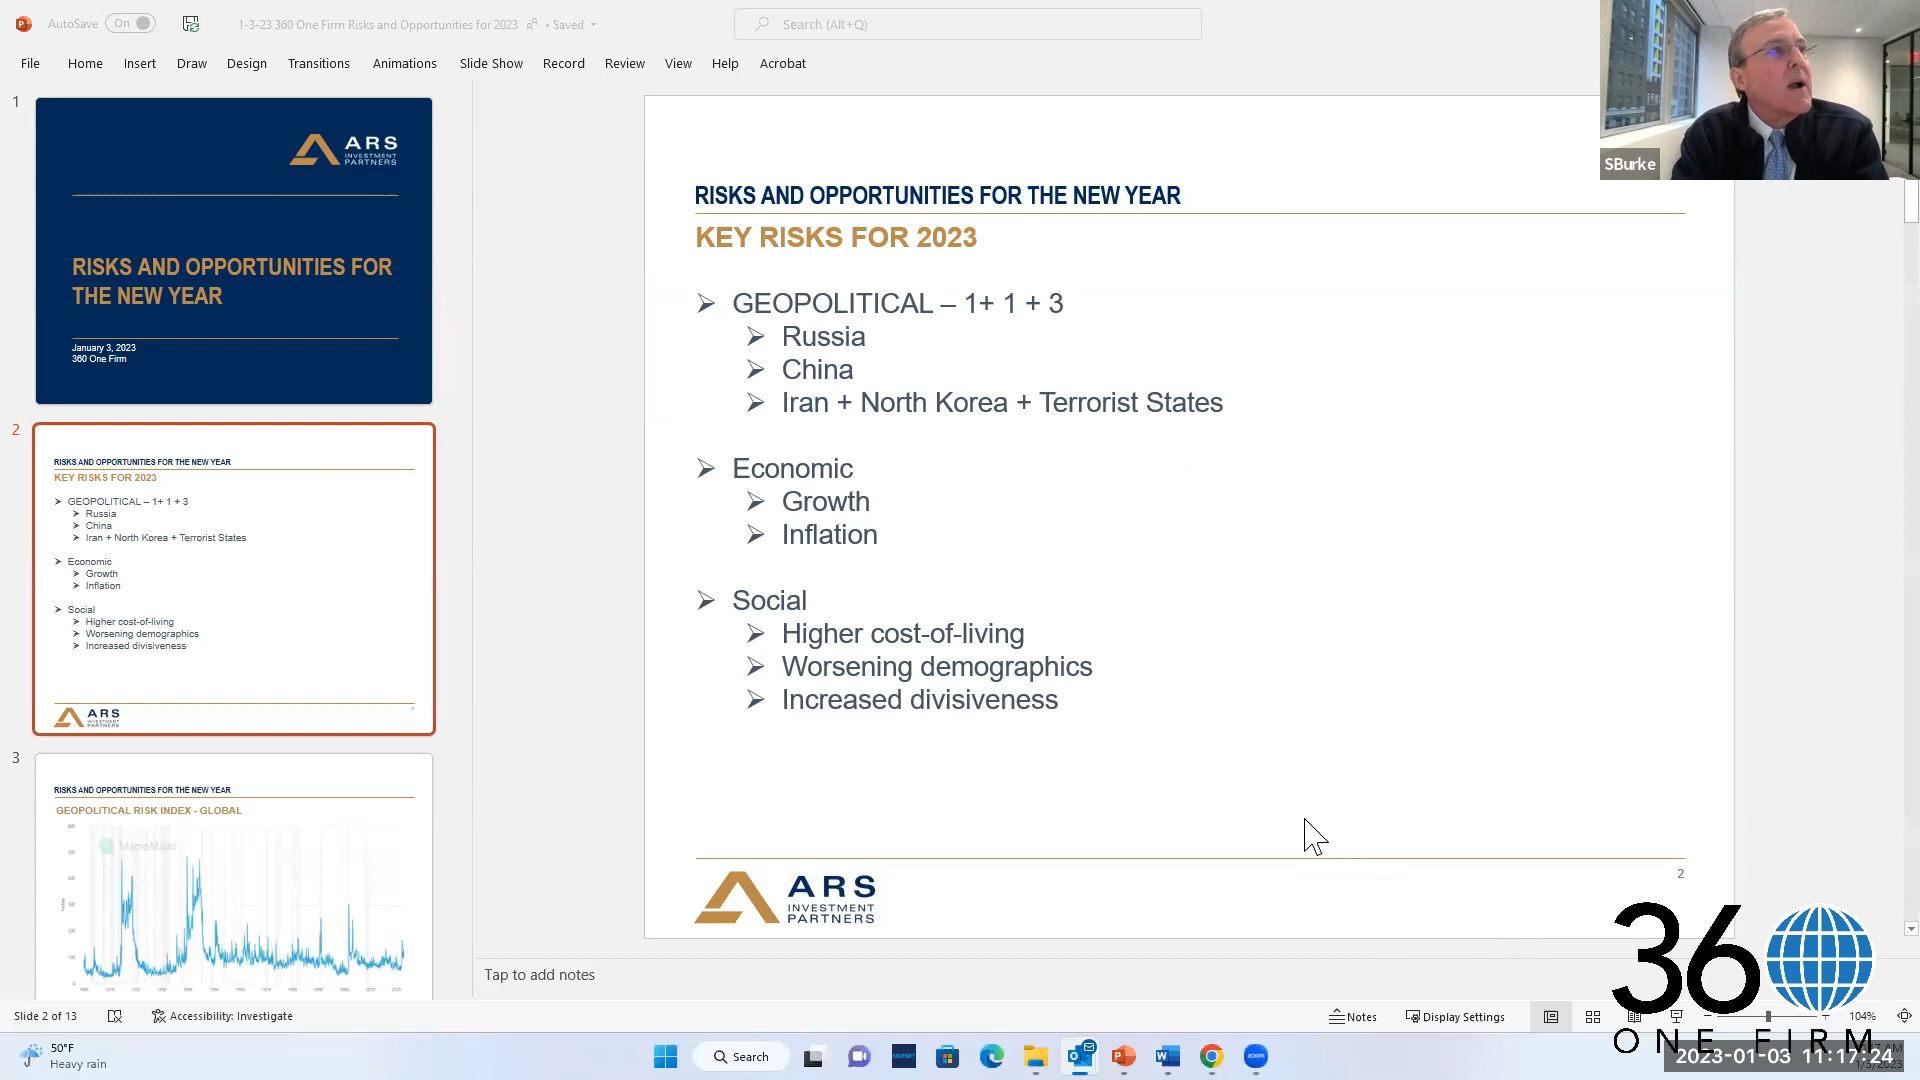 AutoSave
On
1-3-23 360 One Firm Risks and Opportunities for 2023
• Saved
Search (Alt+Q)
File
Home
Insert
Draw
Design
Transitions
Animations
Slide Show
Record
Review
View
Help
Acrobat
SBurke
1
ARS
INVESTMENT
PARTNERS
RISKS AND OPPORTUNITIES FOR
THE NEW YEAR
January 3, 2023
360 One Firm
2
RISKS AND OPPORTUNITIES FOR THE NEW YEAR
KEY RISKS FOR 2023
GEOPOLITICAL – 1+ 1 + 3
Russia
China
Iran + North Korea + Terrorist States
Economic
Growth
Inflation
Social
Higher cost-of-living
Worsening demographics
Increased divisiveness
ARS
INVESTMENT
PARTNERS
3
RISKS AND OPPORTUNITIES FOR THE NEW YEAR
GEOPOLITICAL RISK INDEX - GLOBAL
MacroMicro
RISKS AND OPPORTUNITIES FOR THE NEW YEAR
KEY RISKS FOR 2023
GEOPOLITICAL – 1+ 1 + 3
Russia
China
Iran + North Korea + Terrorist States
Economic
Growth
Inflation
Social
Higher cost-of-living
Worsening demographics
Increased divisiveness
2
ARS
INVESTMENT
PARTNERS
Tap to add notes
360
ONE FIRM
Slide 2 of 13
Accessibility: Investigate
Notes
Display Settings
104%
50°F
Heavy rain
Search
FACTSET
zoom
2023-01-03 11:17:24